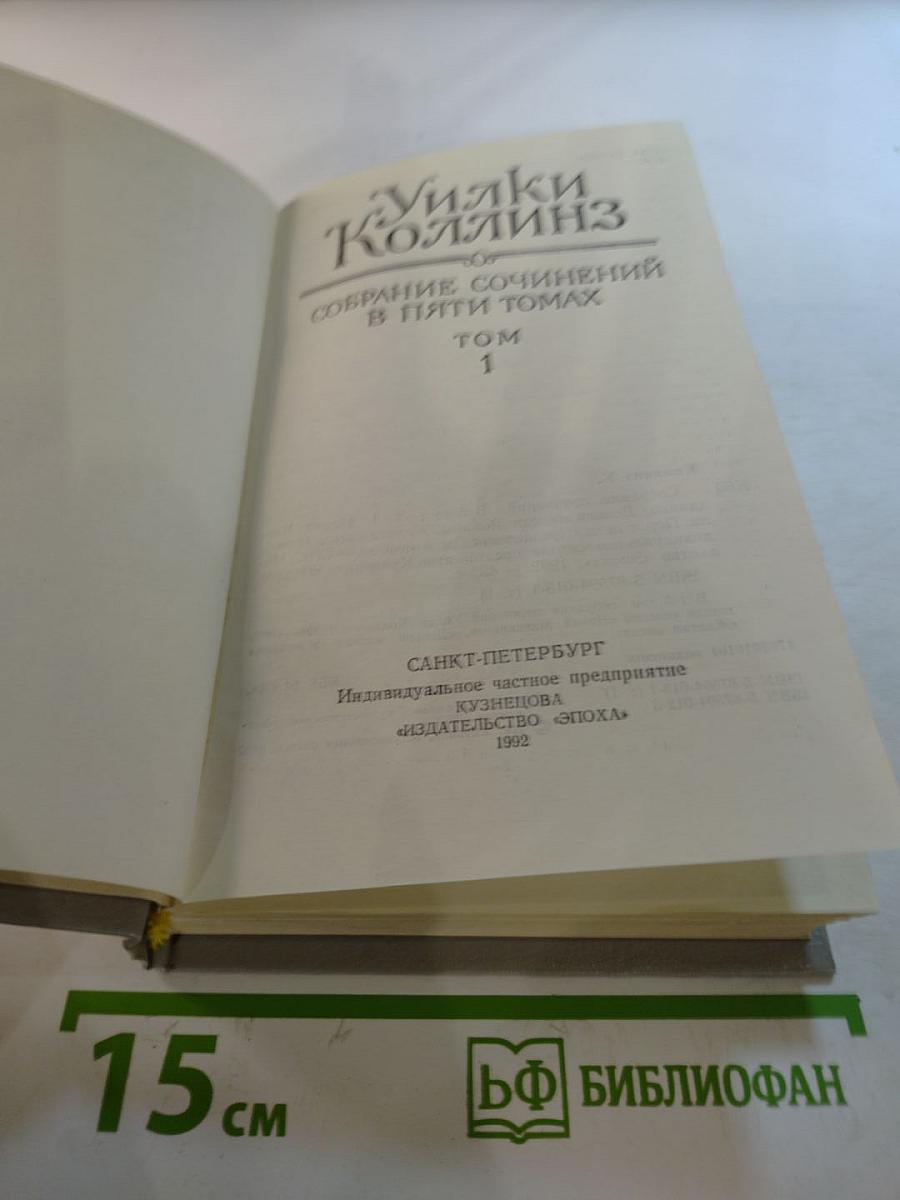 Уилки
Коллинз
СОБРАНИЕ СОЧИНЕНИЙ
В ПЯТИ ТОМАХ
ТОМ
1
САНКТ-ПЕТЕРБУРГ
Индивидуальное частное предприятие
КУЗНЕЦОВА
«ИЗДАТЕЛЬСТВО «ЭПОХА»
1992
15 см
БФ БИБЛИОФАН